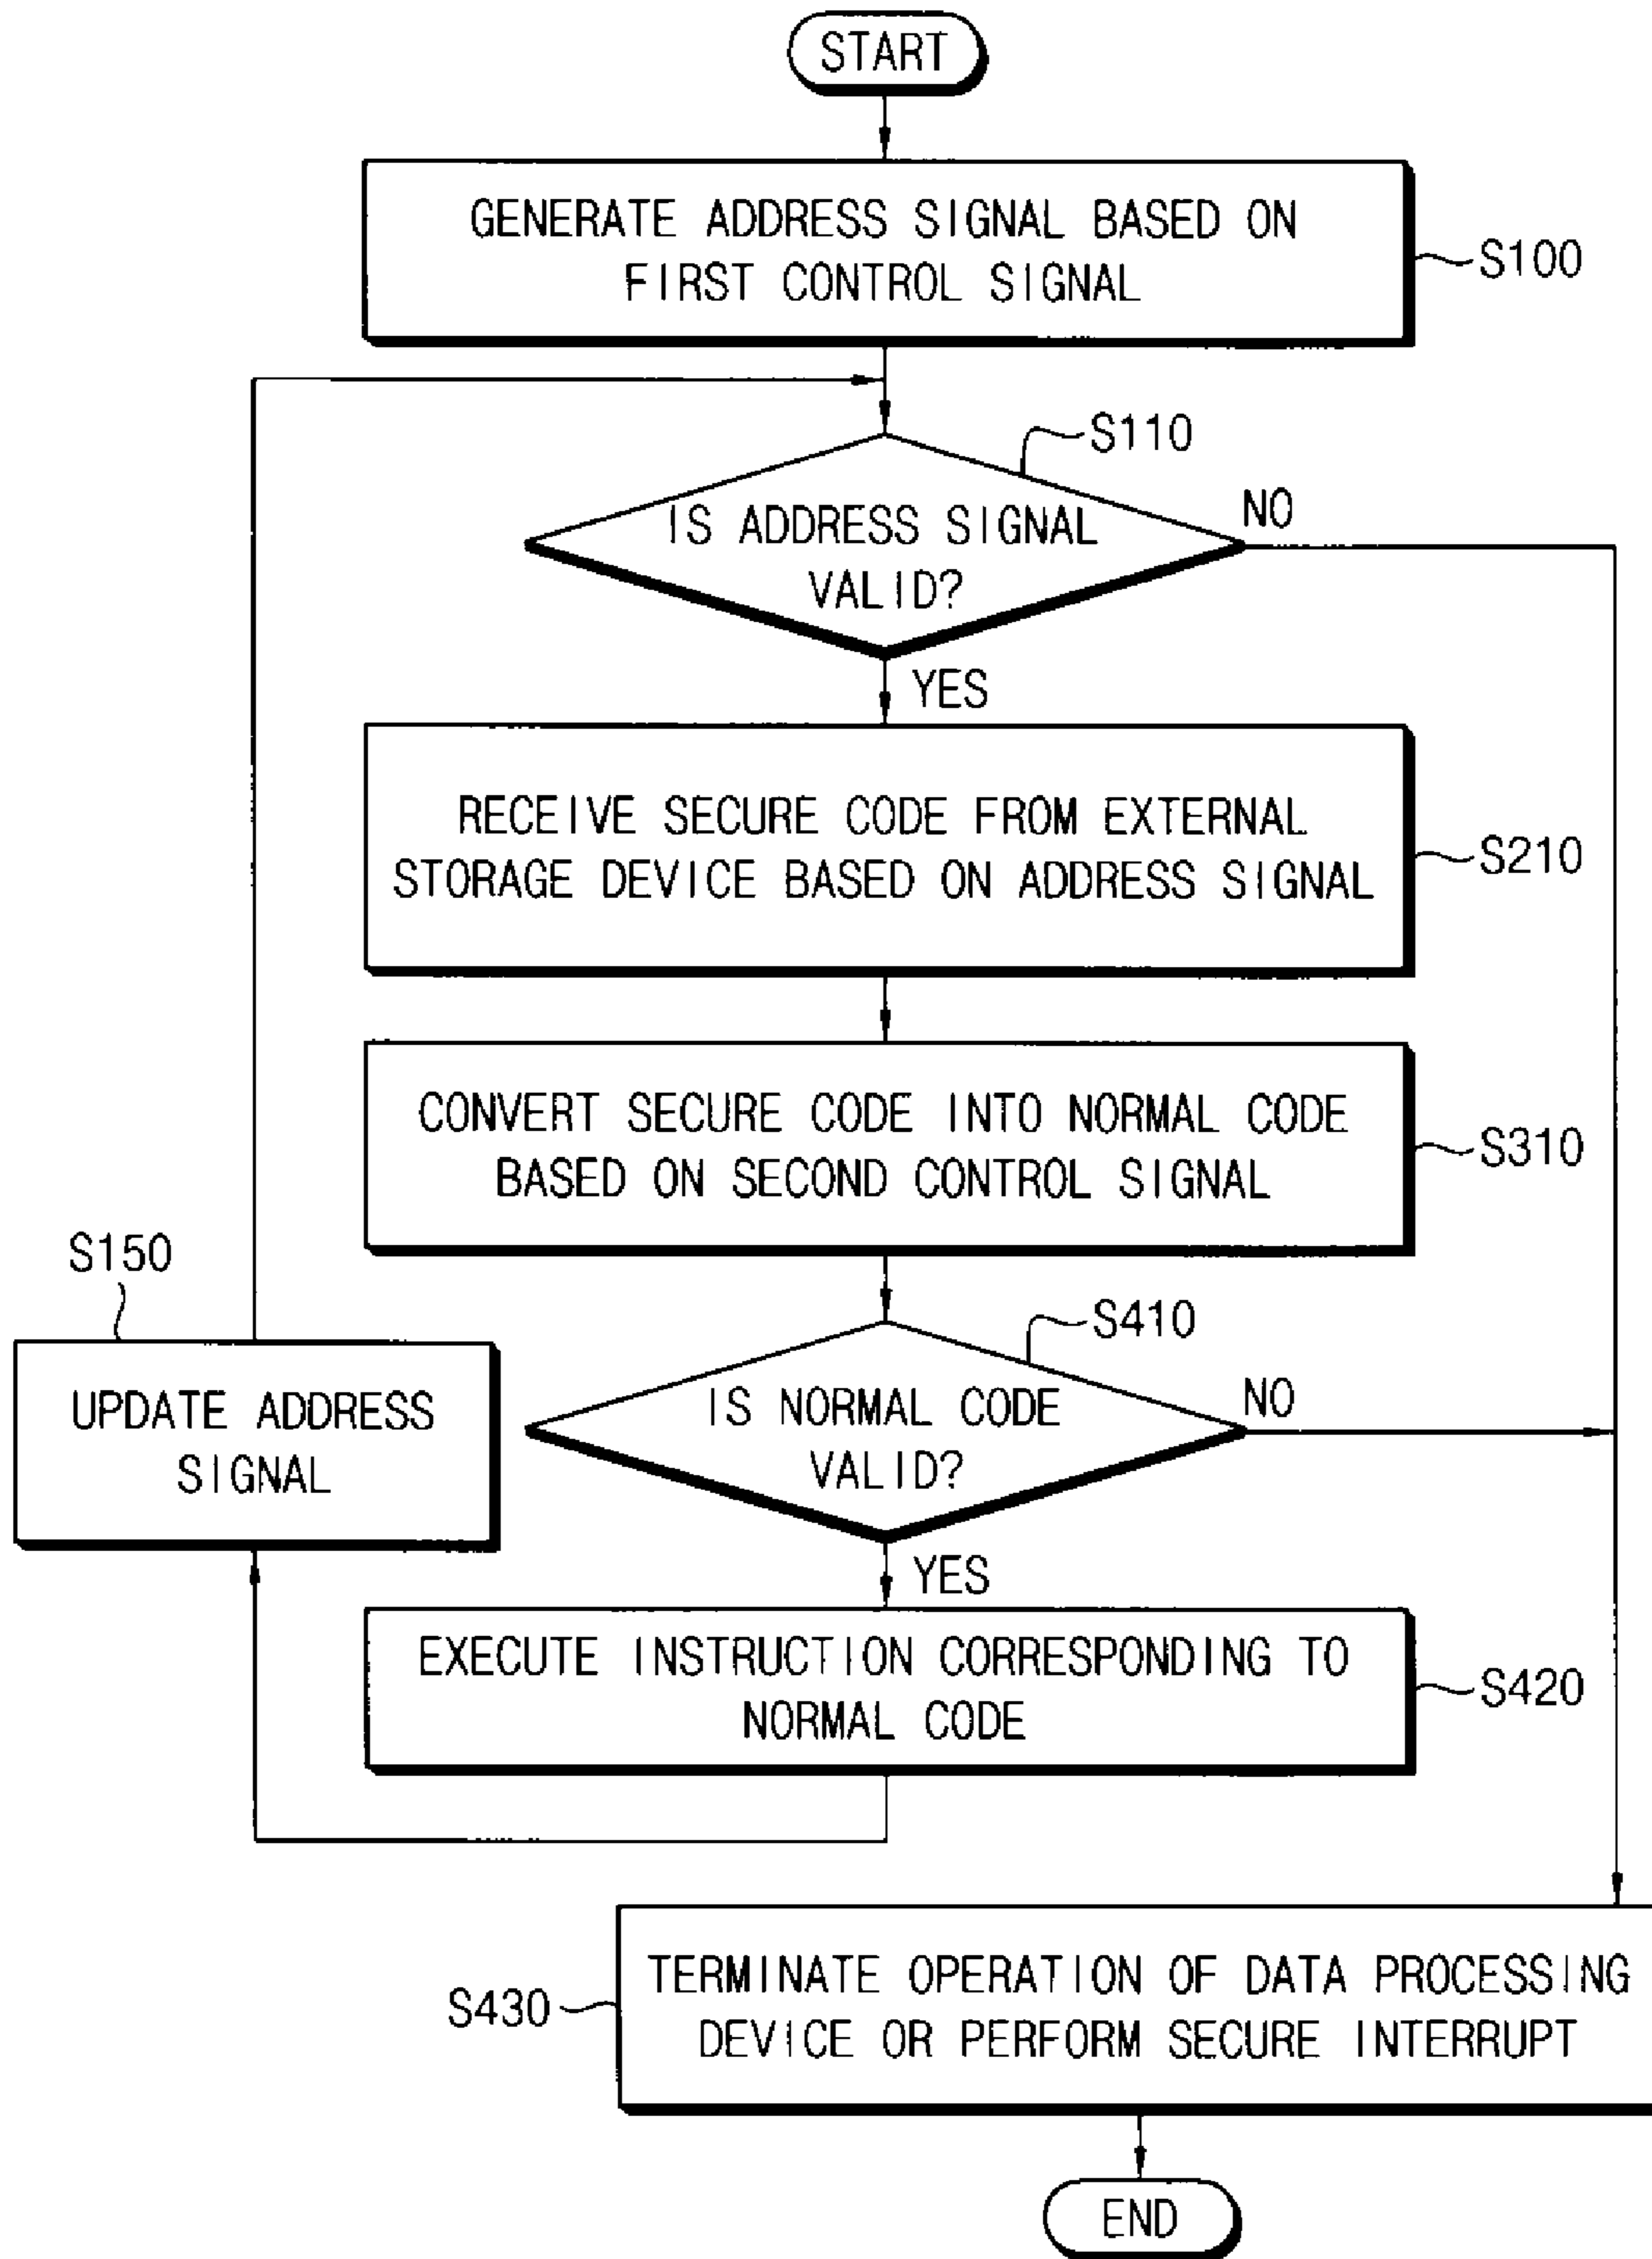 START
GENERATE ADDRESS SIGNAL BASED ON
FIRST CONTROL SIGNAL
S100
S110
IS ADDRESS SIGNAL
VALID?
NO
YES
RECEIVE SECURE CODE FROM EXTERNAL
STORAGE DEVICE BASED ON ADDRESS SIGNAL
S210
CONVERT SECURE CODE INTO NORMAL CODE
BASED ON SECOND CONTROL SIGNAL
S310
S150
UPDATE ADDRESS
SIGNAL
S410
IS NORMAL CODE
VALID?
NO
YES
EXECUTE INSTRUCTION CORRESPONDING TO
NORMAL CODE
S420
S430
TERMINATE OPERATION OF DATA PROCESSING
DEVICE OR PERFORM SECURE INTERRUPT
END